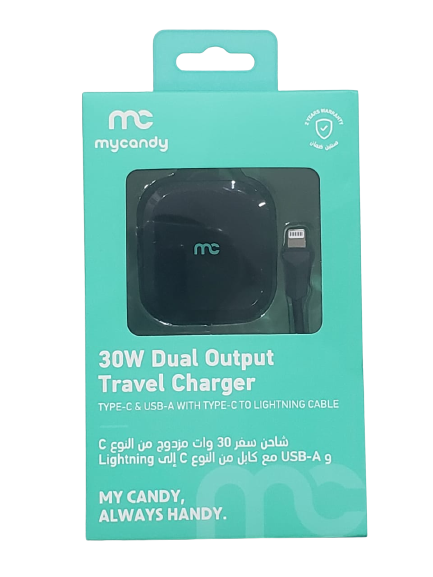 mc
mycandy
2 YEARS WARRANTY
mc
30W Dual Output
Travel Charger
TYPE-C & USB-A WITH TYPE-C TO LIGHTNING CABLE
شاحن سفر 30 وات مزدوج من النوع C
و USB-A مع كابل من النوع C إلى Lightning
MY CANDY,
ALWAYS HANDY.
mc